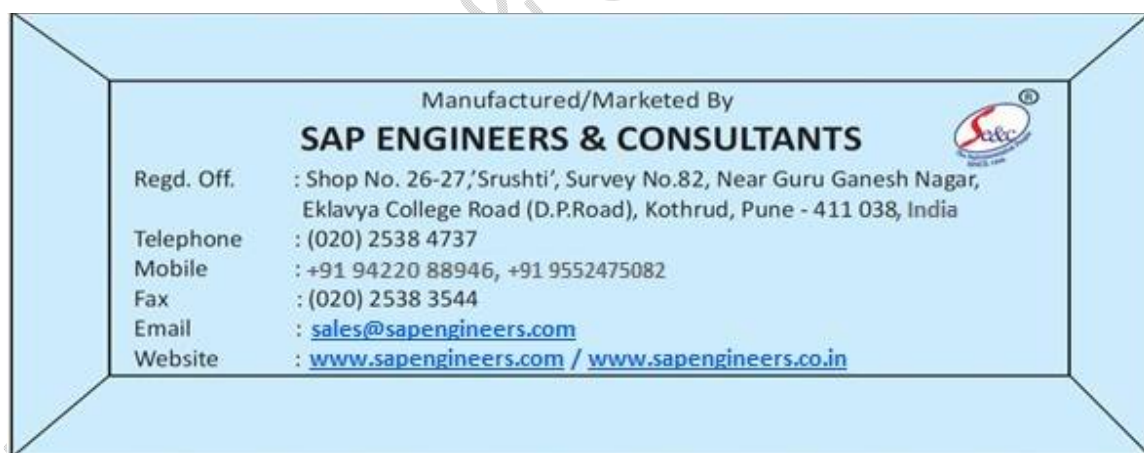 Manufactured/Marketed By
SAP ENGINEERS & CONSULTANTS
®
Se&c
SINCE
Regd. Off. : Shop No. 26-27,'Srushti', Survey No.82, Near Guru Ganesh Nagar,
Eklavya College Road (D.P.Road), Kothrud, Pune - 411 038, India
Telephone : (020) 2538 4737
Mobile : +91 94220 88946, +91 9552475082
Fax : (020) 2538 3544
Email : sales@sapengineers.com
Website : www.sapengineers.com / www.sapengineers.co.in